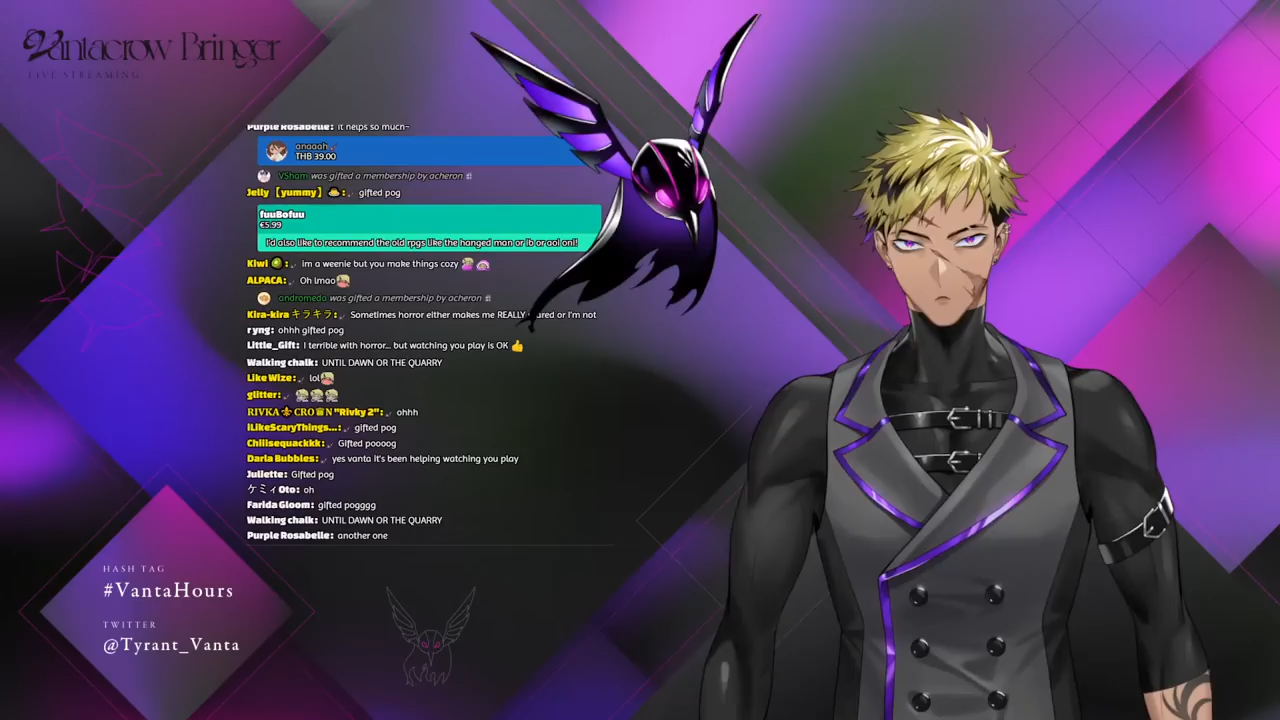 Vantacrow Bringer
LIVE STREAMING
Purple Rosabelle: it helps so much~
anaaah
THB 39.00
VSham was gifted a membership by acheron
Jelly【yummy】: gifted pog
fuuBofuu
€5.99
I'd also like to recommend the old rpgs like the hanged man or ib or aol oni!
Kiwi: im a weenie but you make things cozy
ALPACA: Oh lmao
andromeda was gifted a membership by acheron
Kira-kira キラキラ: Sometimes horror either makes me REALLY or I'm not
ryng: ohhh gifted pog
Little_Gift: I terrible with horror... but watching you play is OK 👍
Walking chalk: UNTIL DAWN OR THE QUARRY
Like Wize: lol
glitter:
RIVKA ⚜ CRO♛N "Rivky 2": ohhh
iLikeScaryThings...: gifted pog
Chiiisequackkk: Gifted poooog
Darla Bubbles: yes vanta it's been helping watching you play
Juliette: Gifted pog
ケミィOto: oh
Farida Gloom: gifted pogggg
Walking chalk: UNTIL DAWN OR THE QUARRY
Purple Rosabelle: another one
HASH TAG
#VantaHours
TWITTER
@Tyrant_Vanta